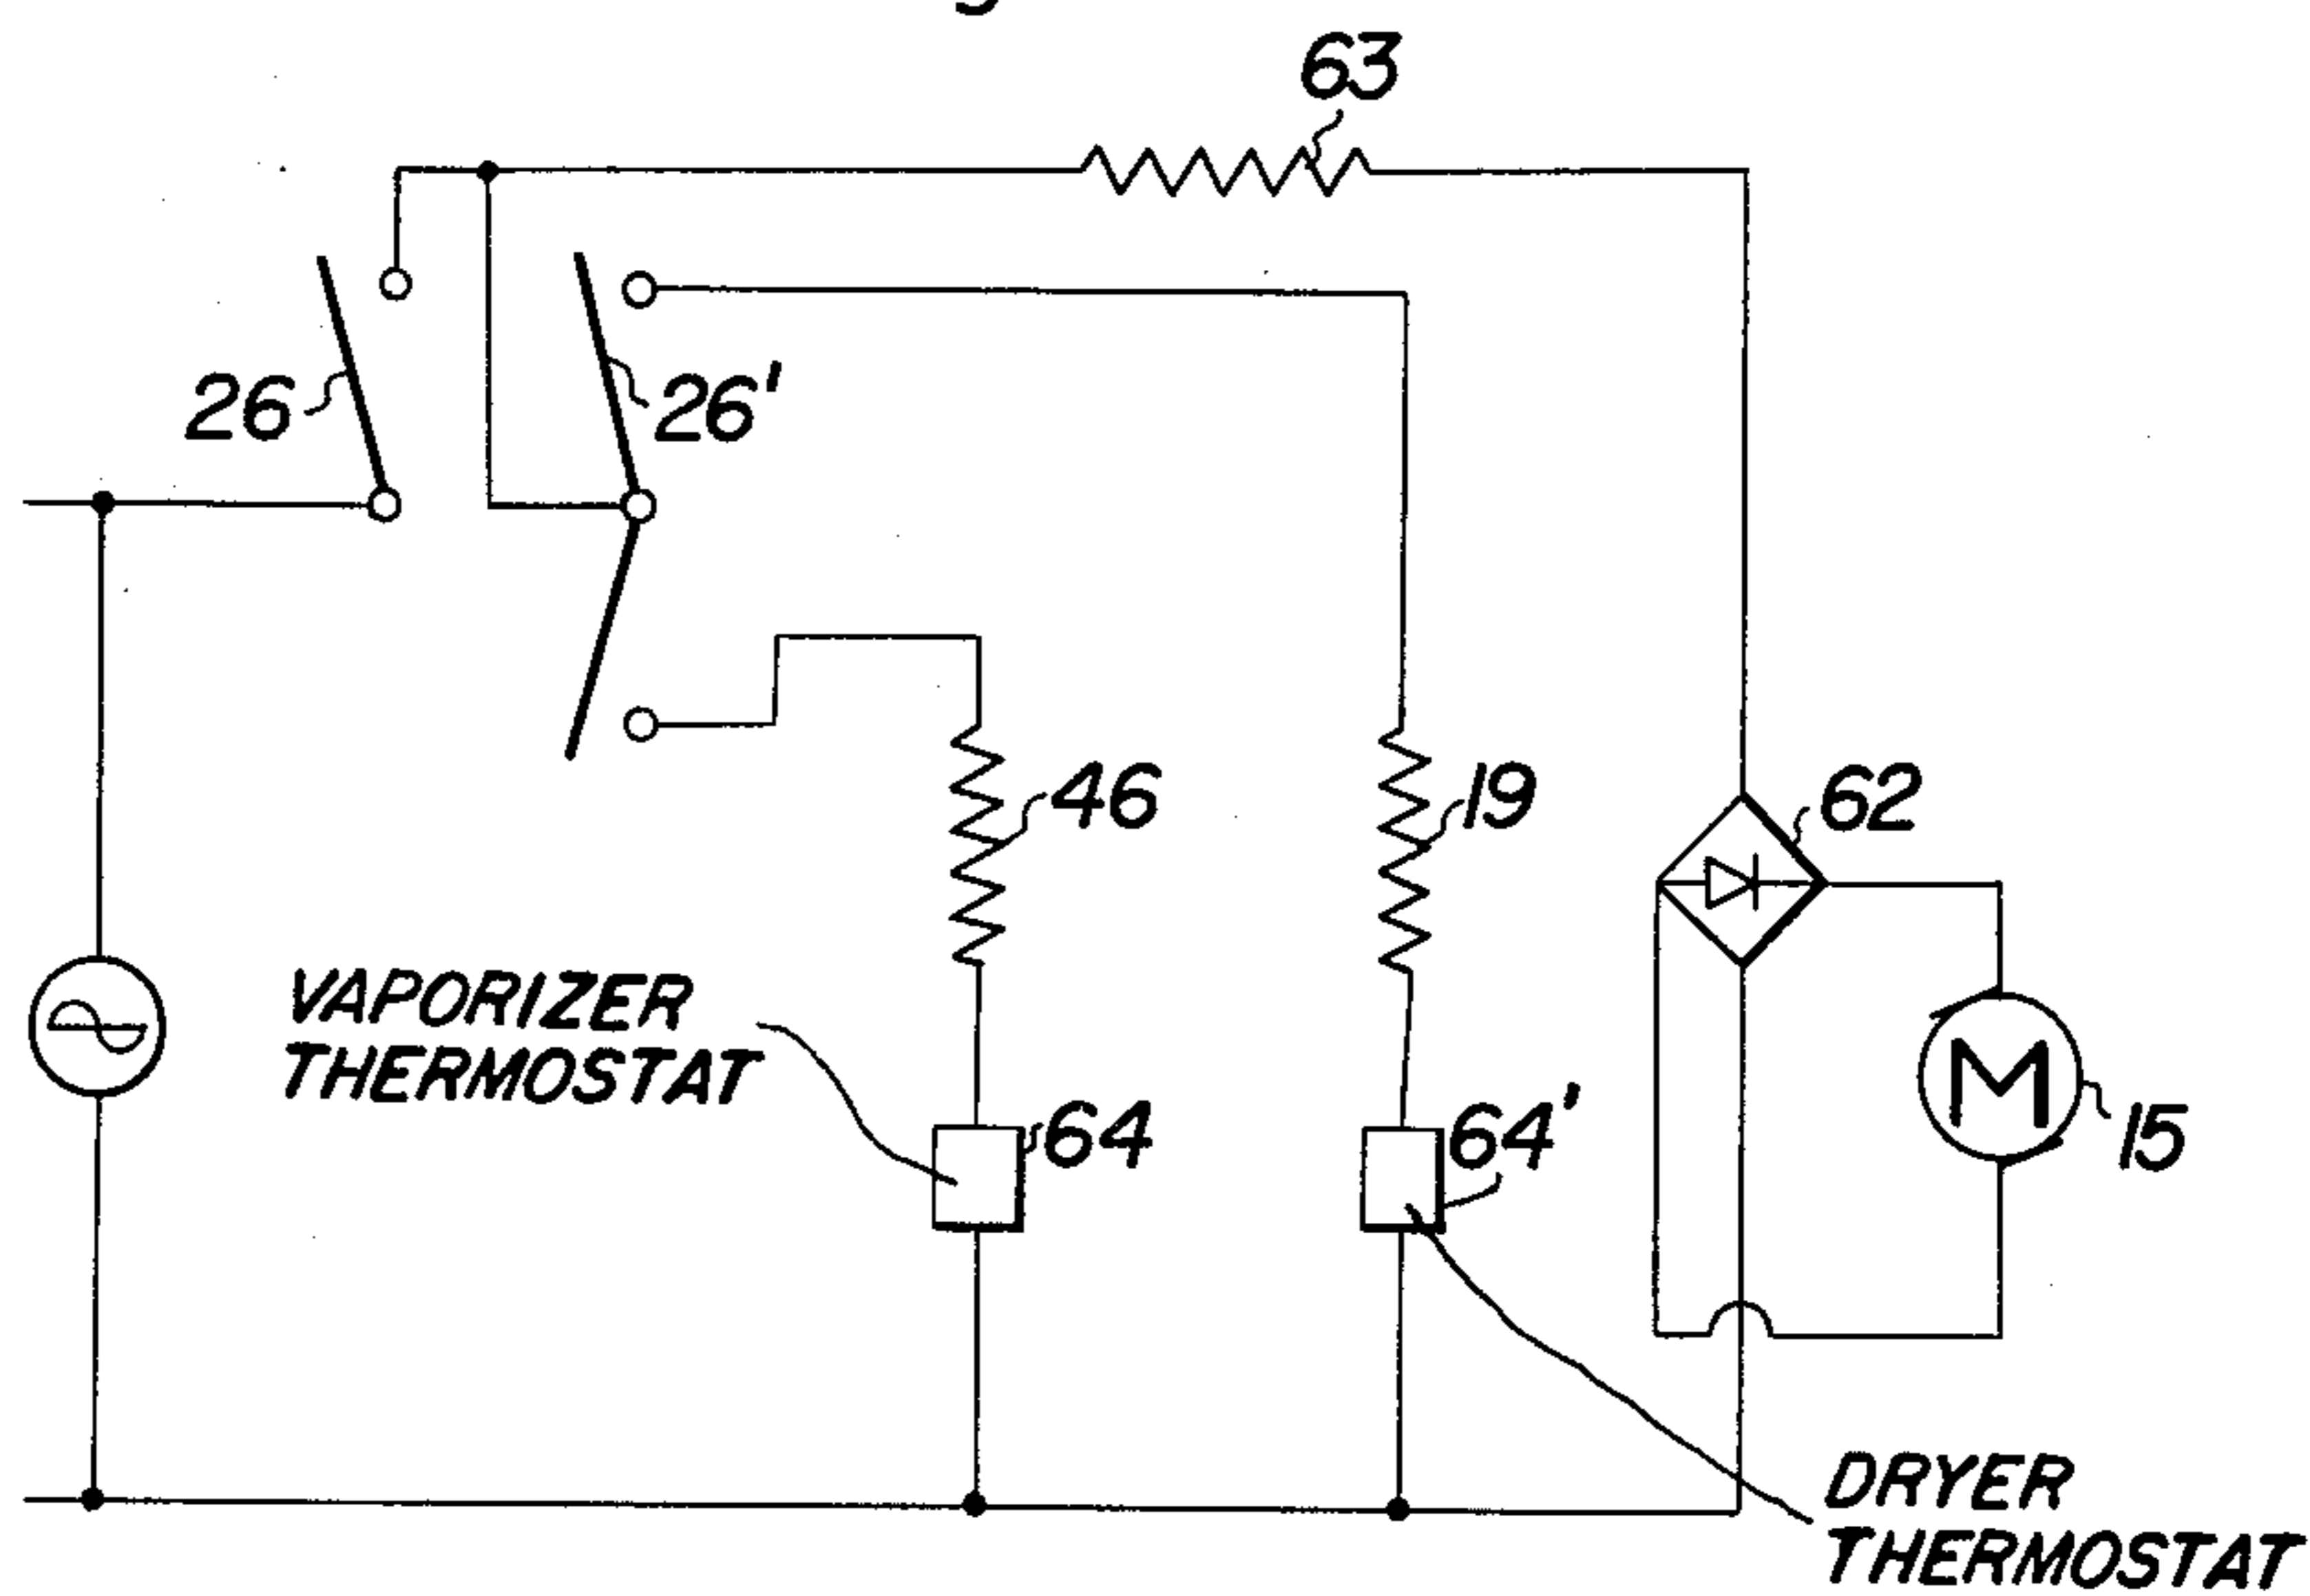 63
26
26'
46
19
62
VAPORIZER
THERMOSTAT
M
64
64'
15
DRYER
THERMOSTAT